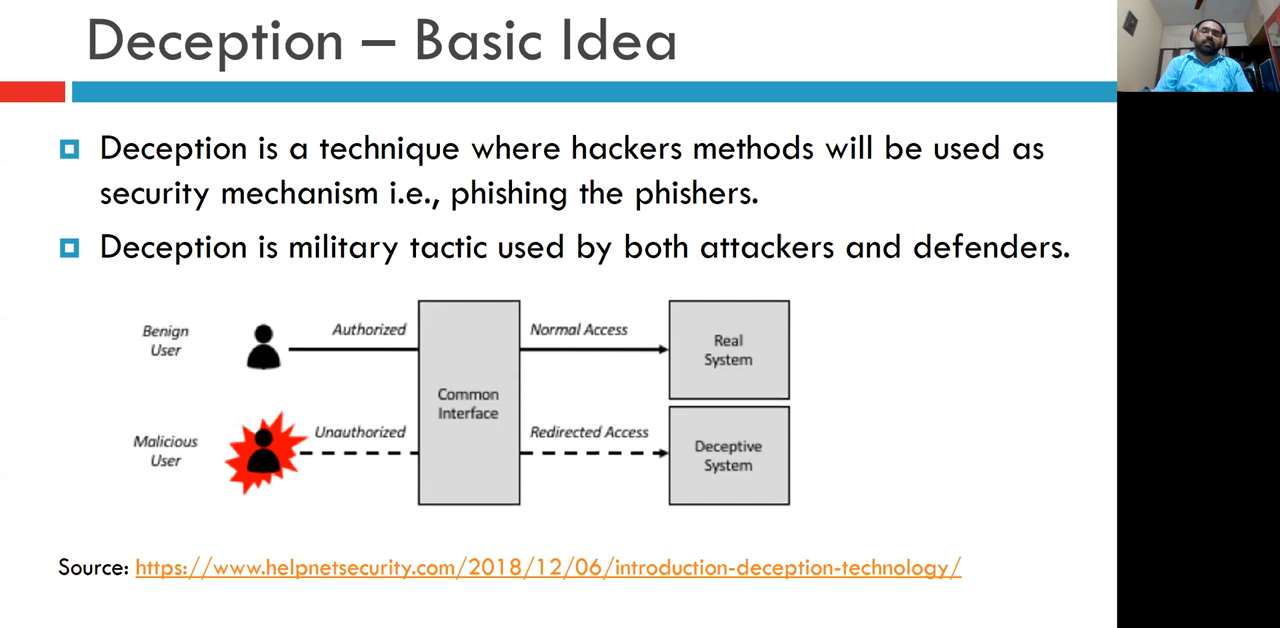 Deception – Basic Idea
Deception is a technique where hackers methods will be used as
security mechanism i.e., phishing the phishers.
Deception is military tactic used by both attackers and defenders.
Benign
User
Authorized
Normal Access
Real
System
Common
Interface
Malicious
User
Unauthorized
Redirected Access
Deceptive
System
Source: https://www.helpnetsecurity.com/2018/12/06/introduction-deception-technology/